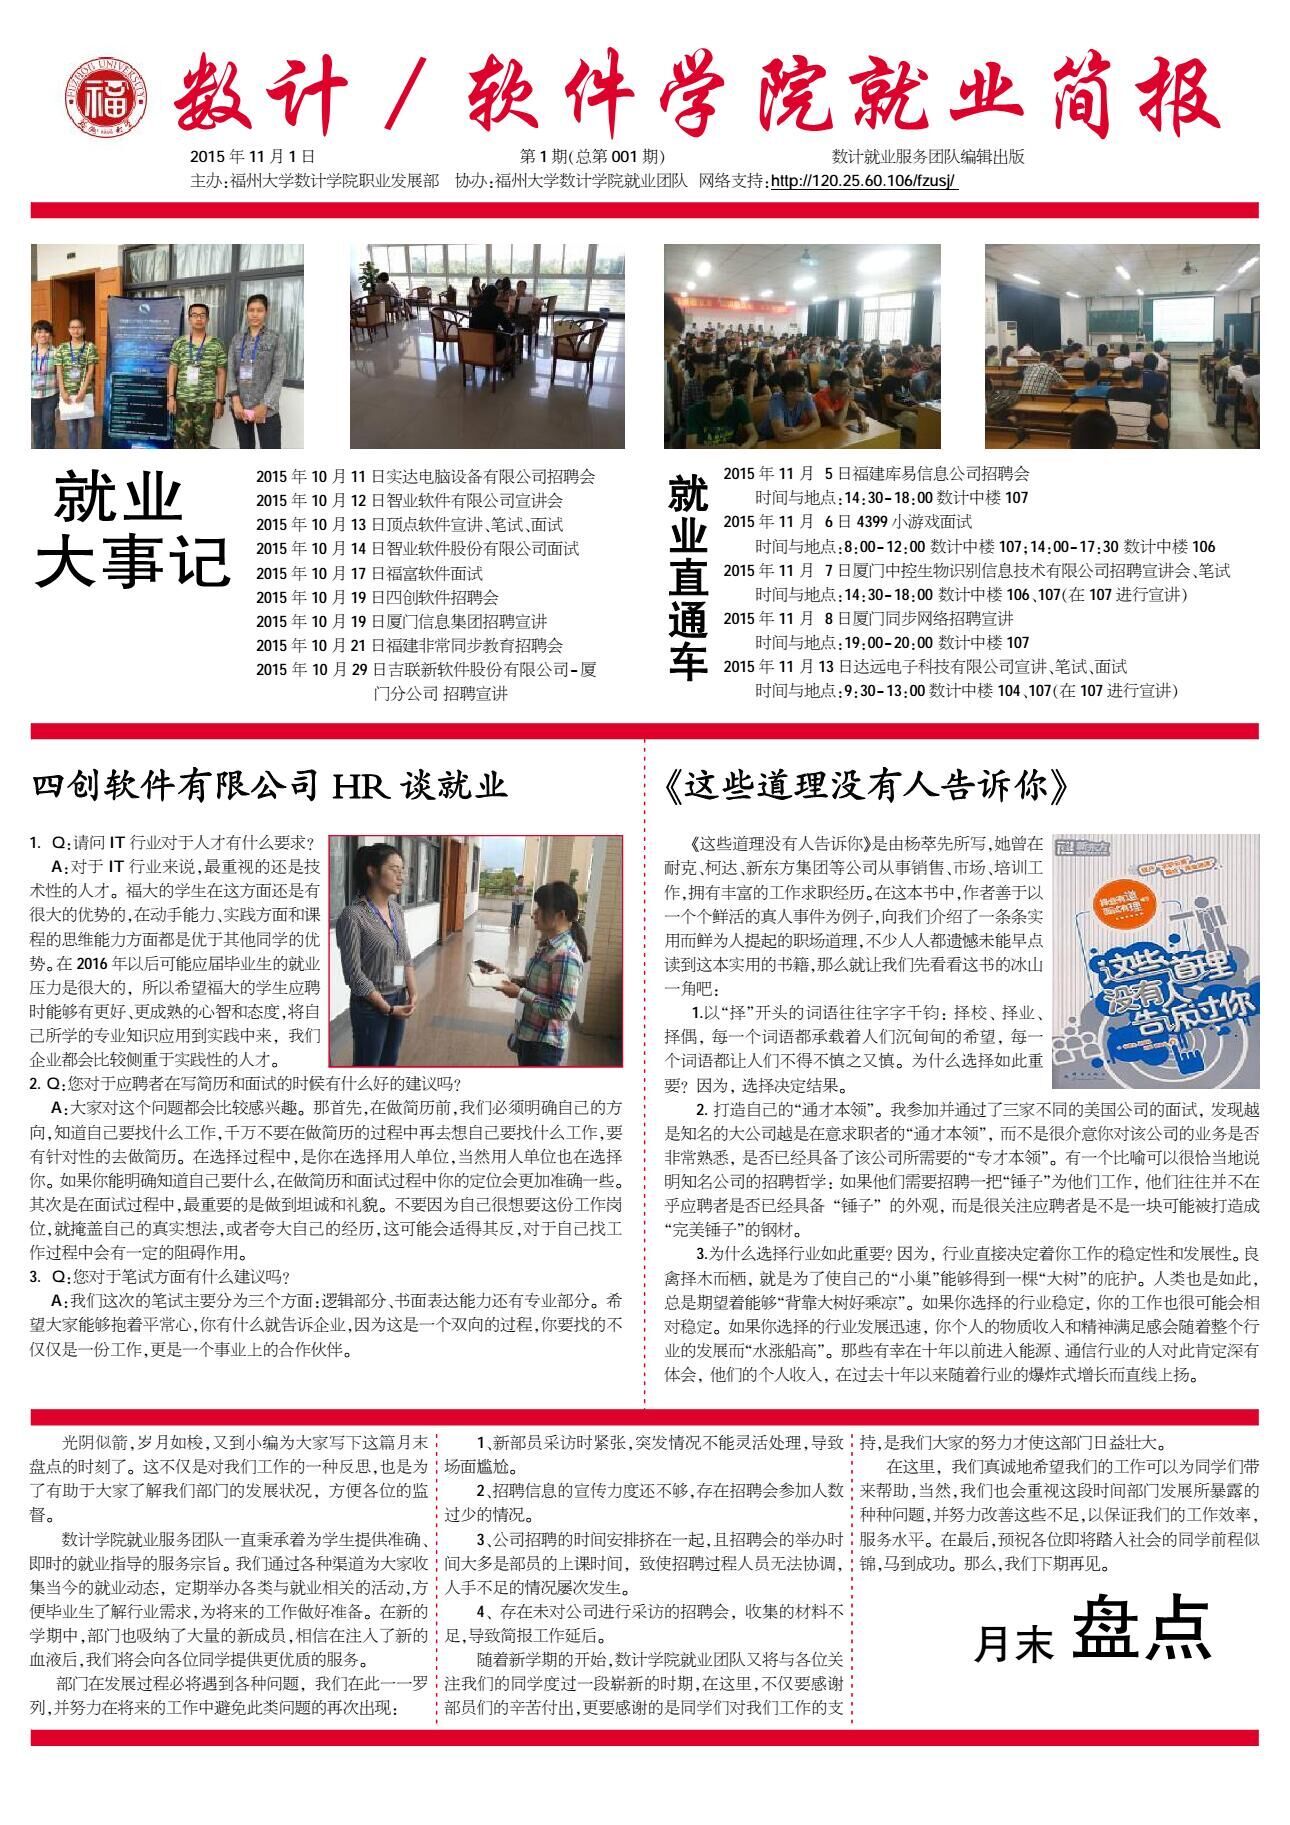 数计/软件学院就业简报
2015 年 11 月 1 日 第 1 期(总第 001 期) 数计就业服务团队编辑出版
主办:福州大学数计学院职业发展部 协办:福州大学数计学院就业团队 网络支持:http://120.25.60.106/fzusj/
就业
大事记
2015 年 10 月 11 日实达电脑设备有限公司招聘会
2015 年 10 月 12 日智业软件有限公司宣讲会
2015 年 10 月 13 日顶点软件宣讲、笔试、面试
2015 年 10 月 14 日智业软件股份有限公司面试
2015 年 10 月 17 日福富软件面试
2015 年 10 月 19 日四创软件招聘会
2015 年 10 月 19 日厦门信息集团招聘宣讲
2015 年 10 月 21 日福建非常同步教育招聘会
2015 年 10 月 29 日吉联新软件股份有限公司-厦
门分公司 招聘宣讲
就业直通车
2015 年 11 月 5 日福建库易信息公司招聘会
时间与地点:14:30-18:00 数计中楼 107
2015 年 11 月 6 日 4399 小游戏面试
时间与地点:8:00-12:00 数计中楼 107;14:00-17:30 数计中楼 106
2015 年 11 月 7 日厦门中控生物识别信息技术有限公司招聘宣讲会、笔试
时间与地点:14:30-18:00 数计中楼 106、107(在 107 进行宣讲)
2015 年 11 月 8 日厦门同步网络招聘宣讲
时间与地点:19:00-20:00 数计中楼 107
2015 年 11 月 13 日达远电子科技有限公司宣讲、笔试、面试
时间与地点:9:30-13:00 数计中楼 104、107(在 107 进行宣讲)
四创软件有限公司 HR 谈就业
1. Q:请问 IT 行业对于人才有什么要求?
A:对于 IT 行业来说,最重视的还是技
术性的人才。福大的学生在这方面还是有
很大的优势的,在动手能力、实践方面和课
程的思维能力方面都是优于其他同学的优
势。在 2016 年以后可能应届毕业生的就业
压力是很大的，所以希望福大的学生应聘
时能够有更好、更成熟的心智和态度,将自
己所学的专业知识应用到实践中来，我们
企业都会比较侧重于实践性的人才。
2. Q:您对于应聘者在写简历和面试的时候有什么好的建议吗?
A:大家对这个问题都会比较感兴趣。那首先,在做简历前,我们必须明确自己的方
向,知道自己要找什么工作,千万不要在做简历的过程中再去想自己要找什么工作,要
有针对性的去做简历。在选择过程中,是你在选择用人单位,当然用人单位也在选择
你。如果你能明确知道自己要什么,在做简历和面试过程中你的定位会更加准确一些。
其次是在面试过程中,最重要的是做到坦诚和礼貌。不要因为自己很想要这份工作岗
位,就掩盖自己的真实想法,或者夸大自己的经历,这可能会适得其反,对于自己找工
作过程中会有一定的阻碍作用。
3. Q:您对于笔试方面有什么建议吗?
A:我们这次的笔试主要分为三个方面:逻辑部分、书面表达能力还有专业部分。希
望大家能够抱着平常心,你有什么就告诉企业,因为这是一个双向的过程,你要找的不
仅仅是一份工作,更是一个事业上的合作伙伴。
《这些道理没有人告诉你》
《这些道理没有人告诉你》是由杨萃先所写,她曾在
耐克、柯达、新东方集团等公司从事销售、市场、培训工
作,拥有丰富的工作求职经历。在这本书中,作者善于以
一个个鲜活的真人事件为例子,向我们介绍了一条条实
用而鲜为人提起的职场道理,不少人人都遗憾未能早点
读到这本实用的书籍,那么就让我们先看看这书的冰山
一角吧:
1.以“择”开头的词语往往字字千钧：择校、择业、
择偶，每一个词语都承载着人们沉甸甸的希望，每一
个词语都让人们不得不慎之又慎。为什么选择如此重
要？因为，选择决定结果。
这些道理
没有人
告诉过你
2. 打造自己的“通才本领”。我参加并通过了三家不同的美国公司的面试，发现越
是知名的大公司越是在意求职者的“通才本领”，而不是很介意你对该公司的业务是否
非常熟悉，是否已经具备了该公司所需要的“专才本领”。有一个比喻可以很恰当地说
明知名公司的招聘哲学：如果他们需要招聘一把“锤子”为他们工作，他们往往并不在
乎应聘者是否已经具备“锤子”的外观，而是很关注应聘者是不是一块可能被打造成
“完美锤子”的钢材。
3.为什么选择行业如此重要？因为，行业直接决定着你工作的稳定性和发展性。良
禽择木而栖，就是为了使自己的“小巢”能够得到一棵“大树”的庇护。人类也是如此，
总是期望着能够“背靠大树好乘凉”。如果你选择的行业稳定，你的工作也很可能会相
对稳定。如果你选择的行业发展迅速，你个人的物质收入和精神满足感会随着整个行
业的发展而“水涨船高”。那些有幸在十年以前进入能源、通信行业的人对此肯定深有
体会，他们的个人收入，在过去十年以来随着行业的爆炸式增长而直线上扬。
光阴似箭,岁月如梭,又到小编为大家写下这篇月末
盘点的时刻了。这不仅是对我们工作的一种反思,也是为
了有助于大家了解我们部门的发展状况，方便各位的监
督。
数计学院就业服务团队一直秉承着为学生提供准确、
即时的就业指导的服务宗旨。我们通过各种渠道为大家收
集当今的就业动态，定期举办各类与就业相关的活动,方
便毕业生了解行业需求,为将来的工作做好准备。在新的
学期中,部门也吸纳了大量的新成员,相信在注入了新的
血液后,我们将会向各位同学提供更优质的服务。
部门在发展过程必将遇到各种问题，我们在此一一罗
列,并努力在将来的工作中避免此类问题的再次出现:
1、新部员采访时紧张,突发情况不能灵活处理,导致
场面尴尬。
2、招聘信息的宣传力度还不够,存在招聘会参加人数
过少的情况。
3、公司招聘的时间安排挤在一起,且招聘会的举办时
间大多是部员的上课时间，致使招聘过程人员无法协调,
人手不足的情况屡次发生。
4、存在未对公司进行采访的招聘会，收集的材料不
足,导致简报工作延后。
随着新学期的开始,数计学院就业团队又将与各位关
注我们的同学度过一段崭新的时期,在这里,不仅要感谢
部员们的辛苦付出,更要感谢的是同学们对我们工作的支
持,是我们大家的努力才使这部门日益壮大。
在这里，我们真诚地希望我们的工作可以为同学们带
来帮助,当然,我们也会重视这段时间部门发展所暴露的
种种问题,并努力改善这些不足,以保证我们的工作效率,
服务水平。在最后,预祝各位即将踏入社会的同学前程似
锦,马到成功。那么,我们下期再见。
月末 盘点